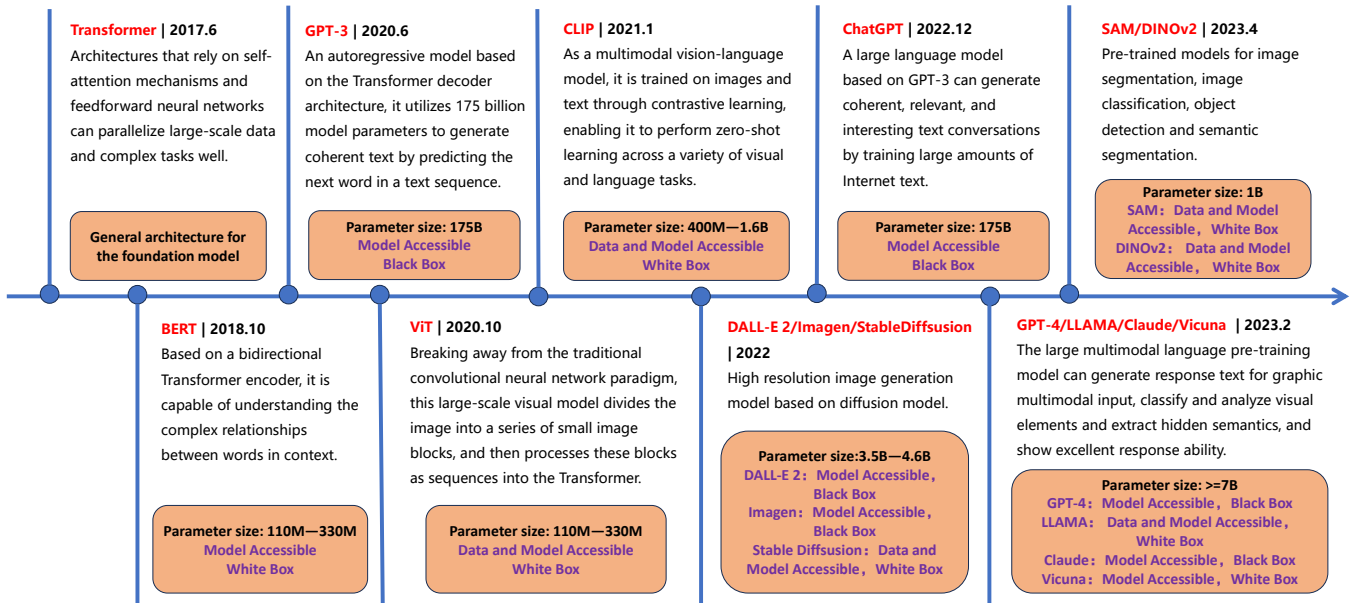 Transformer | 2017.6
Architectures that rely on self-
attention mechanisms and
feedforward neural networks
can parallelize large-scale data
and complex tasks well.
General architecture for
the foundation model
GPT-3 | 2020.6
An autoregressive model based
on the Transformer decoder
architecture, it utilizes 175 billion
model parameters to generate
coherent text by predicting the
next word in a text sequence.
Parameter size: 175B
Model Accessible
Black Box
CLIP | 2021.1
As a multimodal vision-language
model, it is trained on images and
text through contrastive learning,
enabling it to perform zero-shot
learning across a variety of visual
and language tasks.
Parameter size: 400M—1.6B
Data and Model Accessible
White Box
ChatGPT | 2022.12
A large language model
based on GPT-3 can generate
coherent, relevant, and
interesting text conversations
by training large amounts of
Internet text.
Parameter size: 175B
Model Accessible
Black Box
SAM/DINOv2 | 2023.4
Pre-trained models for image
segmentation, image
classification, object
detection and semantic
segmentation.
Parameter size: 1B
SAM：Data and Model
Accessible，White Box
DINOv2：Data and Model
Accessible，White Box
BERT | 2018.10
Based on a bidirectional
Transformer encoder, it is
capable of understanding the
complex relationships
between words in context.
Parameter size: 110M—330M
Model Accessible
White Box
ViT | 2020.10
Breaking away from the traditional
convolutional neural network paradigm,
this large-scale visual model divides the
image into a series of small image
blocks, and then processes these blocks
as sequences into the Transformer.
Parameter size: 110M—330M
Data and Model Accessible
White Box
DALL-E 2/Imagen/StableDiffsusion
| 2022
High resolution image generation
model based on diffusion model.
Parameter size:3.5B—4.6B
DALL-E 2：Model Accessible，
Black Box
Imagen：Model Accessible，
Black Box
Stable Diffsusion：Data and
Model Accessible，White Box
GPT-4/LLAMA/Claude/Vicuna | 2023.2
The large multimodal language pre-training
model can generate response text for graphic
multimodal input, classify and analyze visual
elements and extract hidden semantics, and
show excellent response ability.
Parameter size: >=7B
GPT-4：Model Accessible，Black Box
LLAMA：Data and Model Accessible，
White Box
Claude：Model Accessible，Black Box
Vicuna：Model Accessible，White Box